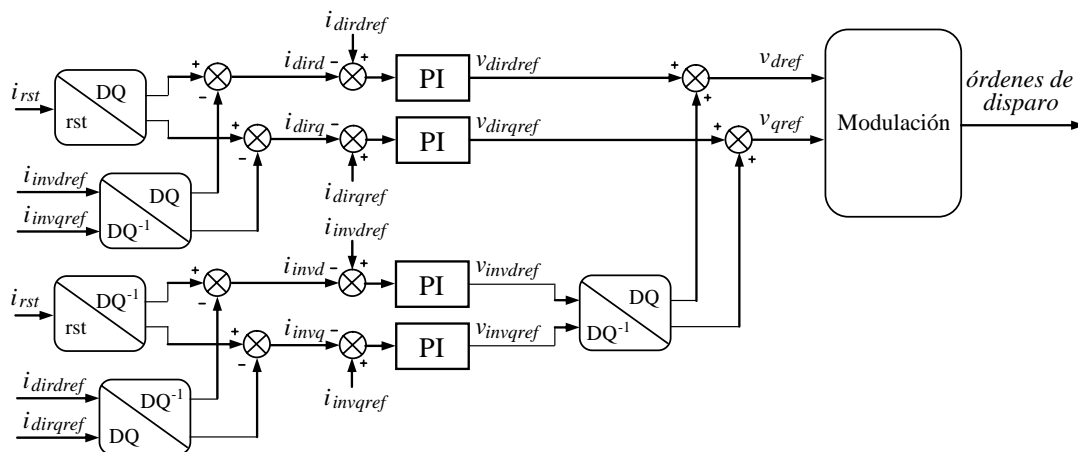 i_dirdref
i_rst
DQ
rst
+
-
i_dird
-
+
+
PI
v_dirdref
+
+
v_dref
+
-
i_dirq
-
+
PI
v_dirqref
+
+
v_qref
Modulación
órdenes de
disparo
i_invdref
i_invqref
DQ
DQ⁻¹
i_dirqref
i_invdref
i_rst
DQ⁻¹
rst
+
-
i_invd
-
+
PI
v_invdref
DQ
DQ⁻¹
+
-
i_invq
-
+
PI
v_invqref
i_dirdref
i_dirqref
DQ⁻¹
DQ
i_invqref